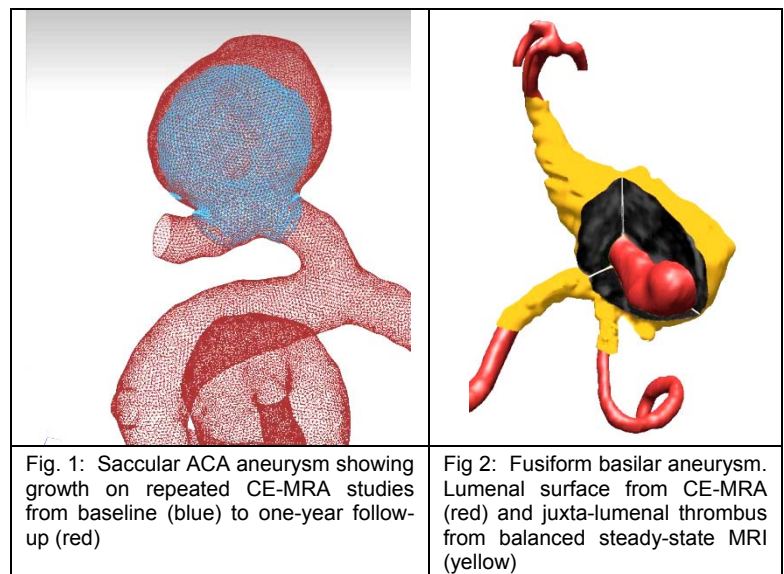 Fig. 1: Saccular ACA aneurysm showing
growth on repeated CE-MRA studies
from baseline (blue) to one-year follow-
up (red)
Fig 2: Fusiform basilar aneurysm.
Lumenal surface from CE-MRA
(red) and juxta-lumenal thrombus
from balanced steady-state MRI
(yellow)